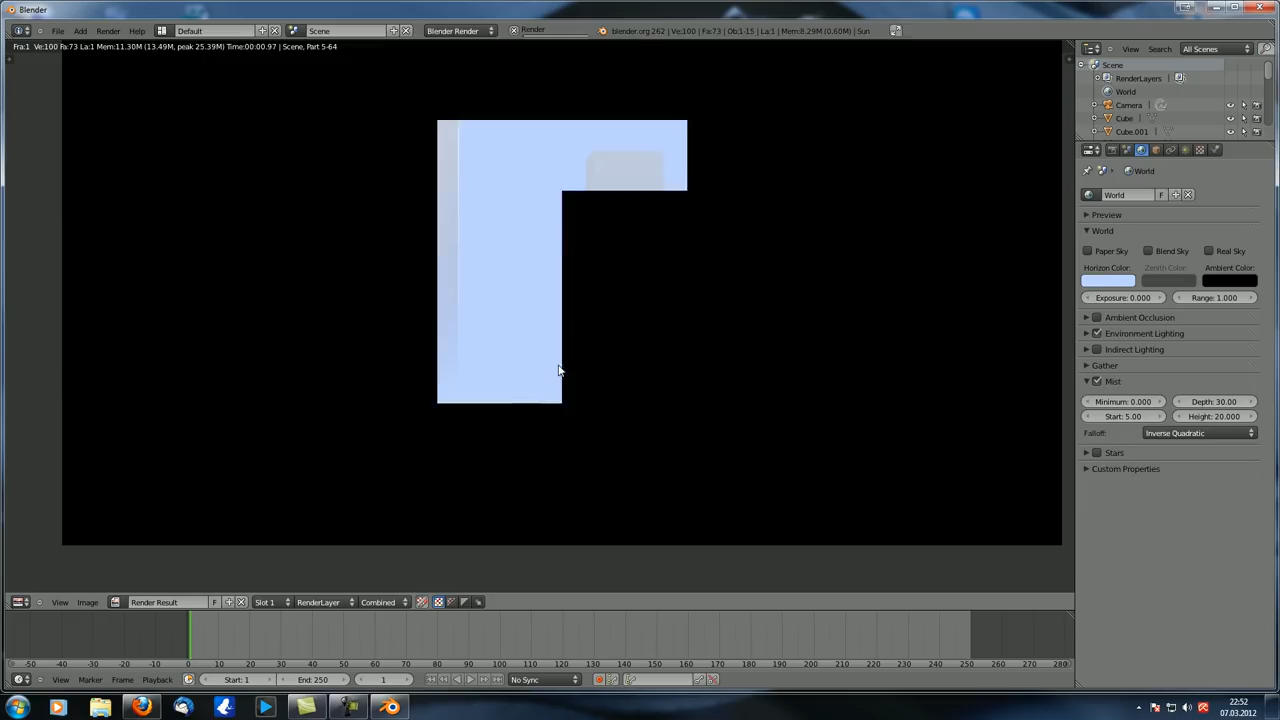 Blender
File Add Render Help Default Scene Blender Render Render blender.org 262 | Ve:100 | Fa:73 | Ob:1-15 | La:1 | Mem:8.29M (0.60M) | Sun
Fra:1 Ve:100 Fa:73 La:1 Mem:11.30M (13.49M, peak 25.39M) Time:00:00.97 | Scene, Part 5-64
View Search All Scenes
Scene
RenderLayers
World
Camera
Cube
Cube.001
World
World F
Preview
World
Paper Sky Blend Sky Real Sky
Horizon Color: Zenith Color: Ambient Color:
Exposure: 0.000 Range: 1.000
Ambient Occlusion
Environment Lighting
Indirect Lighting
Gather
Mist
Minimum: 0.000 Depth: 30.00
Start: 5.00 Height: 20.000
Falloff: Inverse Quadratic
Stars
Custom Properties
View Image Render Result F Slot 1 RenderLayer Combined
-50 -40 -30 -20 -10 0 10 20 30 40 50 60 70 80 90 100 110 120 130 140 150 160 170 180 190 200 210 220 230 240 250 260 270 280
View Marker Frame Playback Start: 1 End: 250 1 No Sync
22:52
07.03.2012